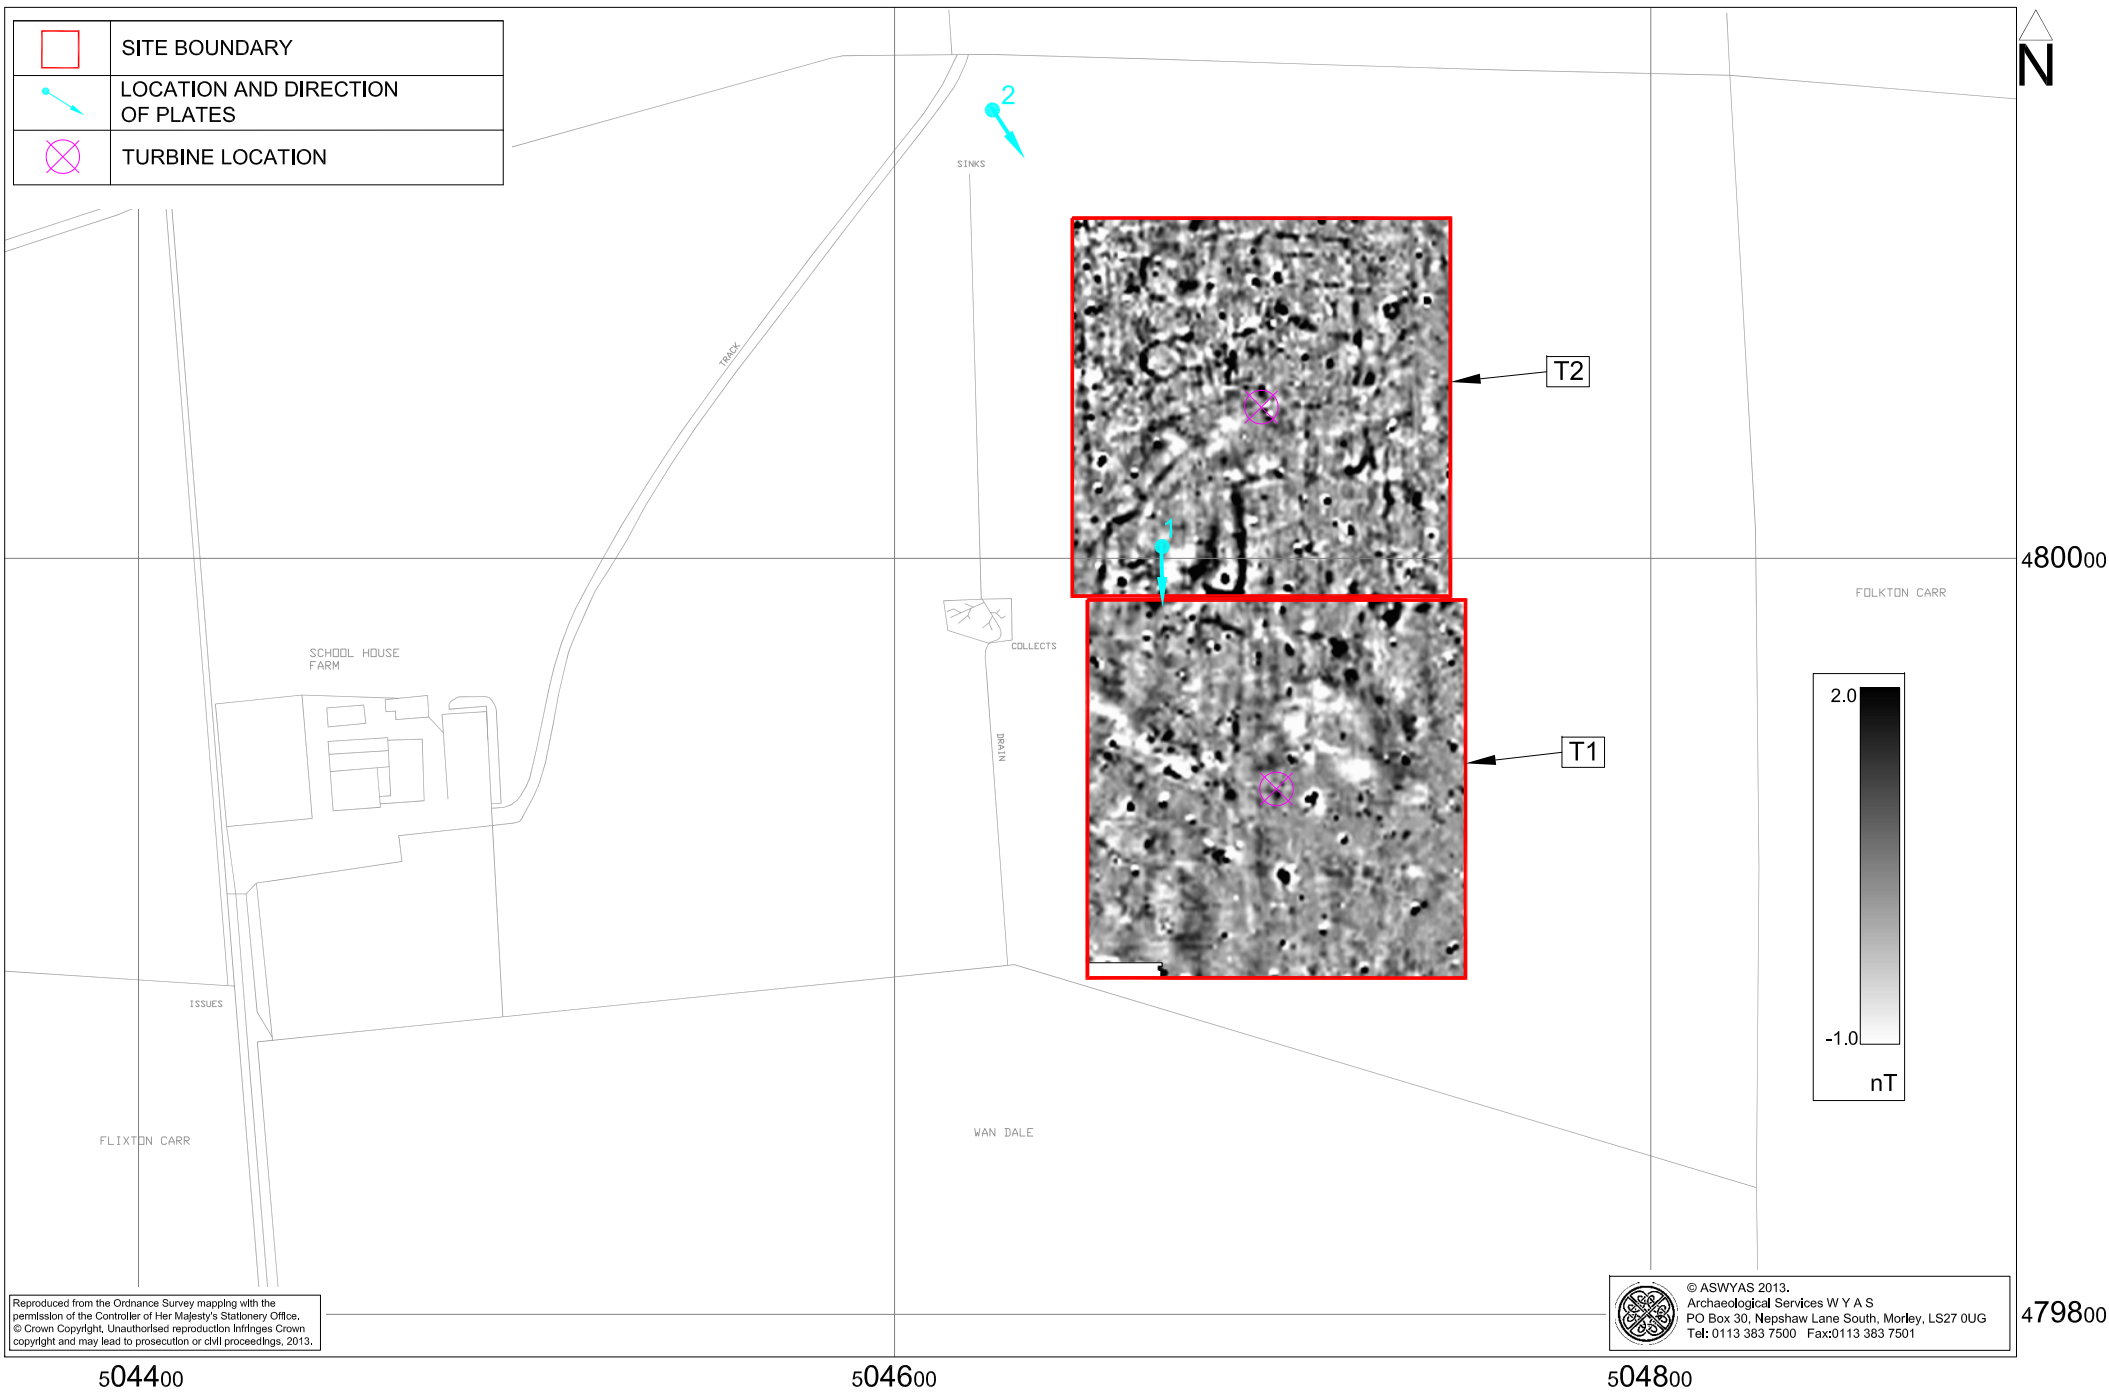 SITE BOUNDARY
LOCATION AND DIRECTION
OF PLATES
TURBINE LOCATION
N
2
SINKS
TRACK
T2
1
480000
FOLKTON CARR
SCHOOL HOUSE
FARM
COLLECTS
DRAIN
T1
2.0
-1.0
nT
ISSUES
FLIXTON CARR
WAN DALE
Reproduced from the Ordnance Survey mapping with the
permission of the Controller of Her Majesty's Stationery Office.
© Crown Copyright. Unauthorised reproduction infringes Crown
copyright and may lead to prosecution or civil proceedings, 2013.
© ASWYAS 2013.
Archaeological Services W Y A S
PO Box 30, Nepshaw Lane South, Morley, LS27 0UG
Tel: 0113 383 7500 Fax:0113 383 7501
479800
504400
504600
504800